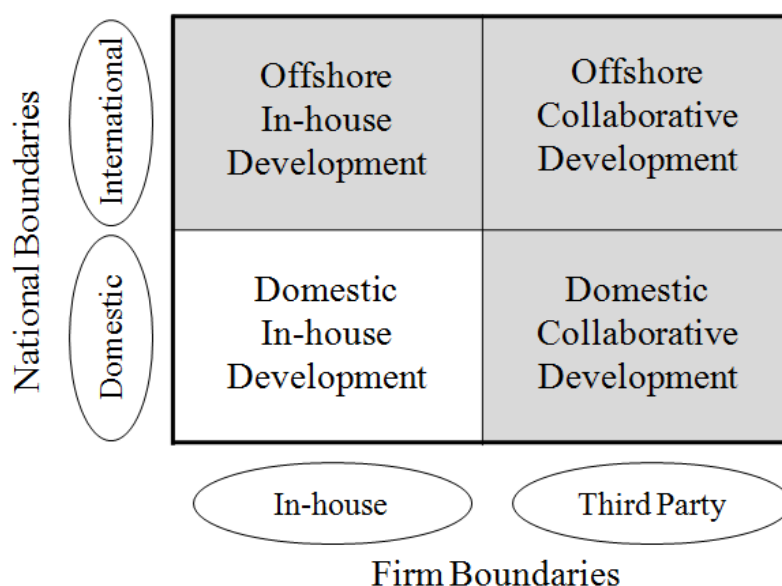 National Boundaries
International
Offshore
In-house
Development
Offshore
Collaborative
Development
Domestic
Domestic
In-house
Development
Domestic
Collaborative
Development
In-house
Third Party
Firm Boundaries